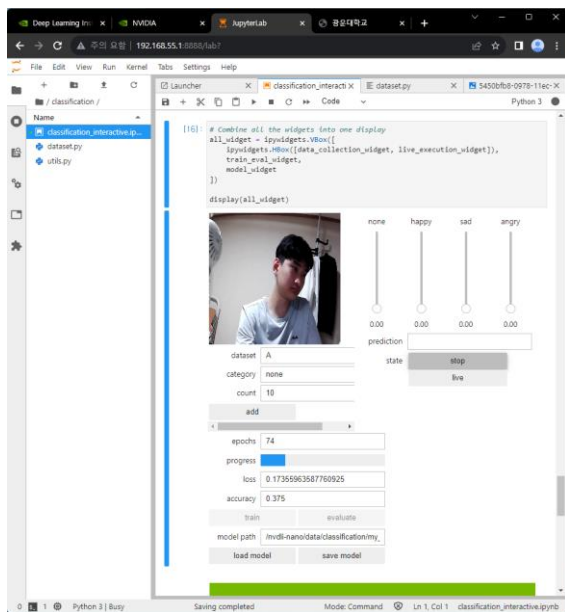 Deep Learning Ins
NVIDIA
JupyterLab
광운대학교
주의 요함 | 192.168.55.1:8888/lab?
File Edit View Run Kernel Tabs Settings Help
/ classification /
Name
classification_interactive.ip...
dataset.py
utils.py
Launcher
classification_interacti
dataset.py
5450bfb8-0978-11ec-
Code
Python 3
[16]: # Combine all the widgets into one display
all_widget = ipywidgets.VBox([
ipywidgets.HBox([data_collection_widget, live_execution_widget]),
train_eval_widget,
model_widget
])
display(all_widget)
none happy sad angry
0.00 0.00 0.00 0.00
prediction
state stop
live
dataset A
category none
count 10
add
epochs 74
progress
loss 0.17355963587760925
accuracy 0.375
train evaluate
model path /nvdli-nano/data/classification/my_
load model save model
0 1 Python 3 | Busy Saving completed Mode: Command Ln 1, Col 1 classification_interactive.ipynb